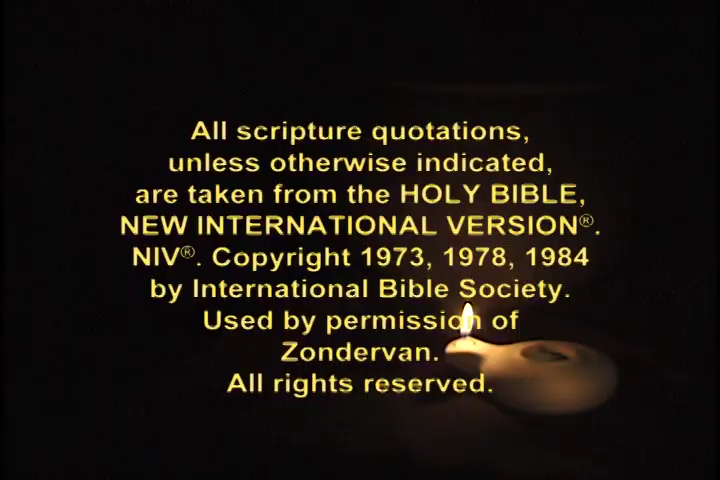 All scripture quotations,
unless otherwise indicated,
are taken from the HOLY BIBLE,
NEW INTERNATIONAL VERSION®.
NIV®. Copyright 1973, 1978, 1984
by International Bible Society.
Used by permission of
Zondervan.
All rights reserved.